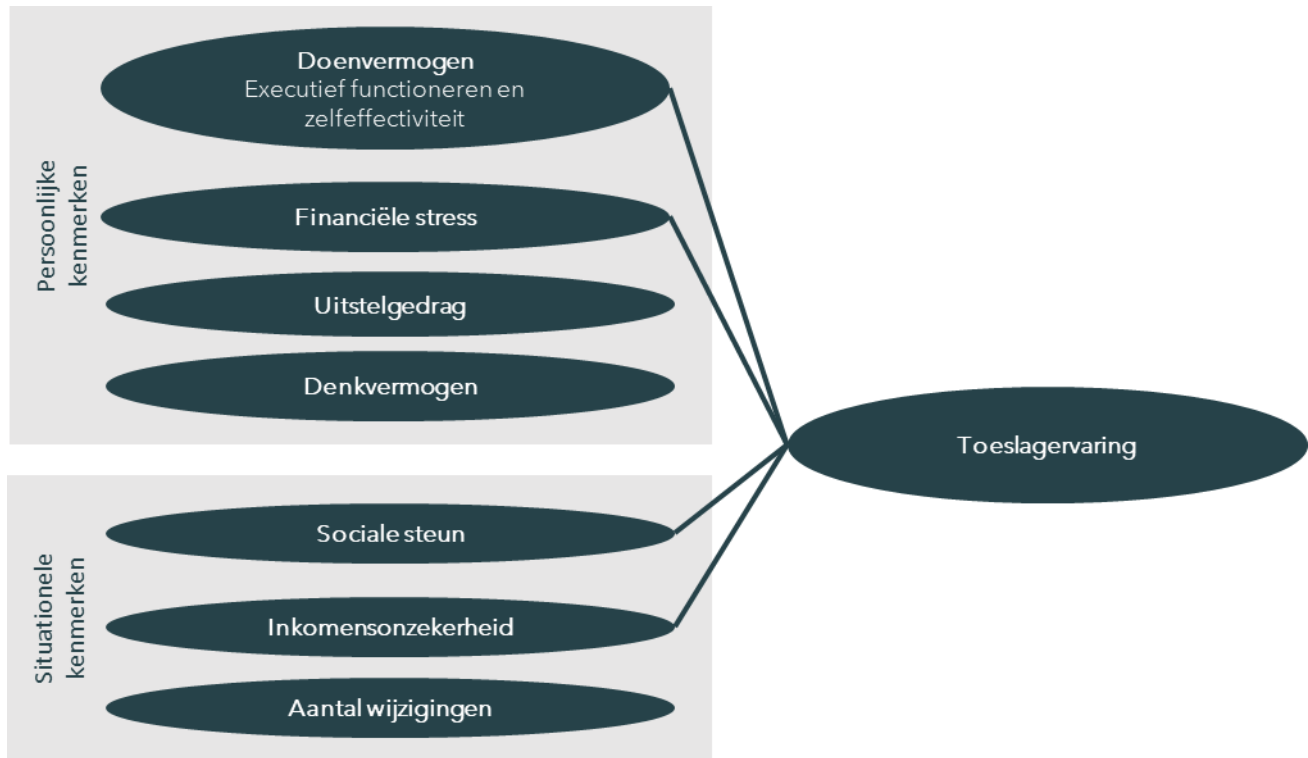 Persoonlijke
kenmerken
Doenvermogen
Executief functioneren en
zelfeffectiviteit
Financiële stress
Uitstelgedrag
Denkvermogen
Toeslagervaring
Situationele
kenmerken
Sociale steun
Inkomensonzekerheid
Aantal wijzigingen